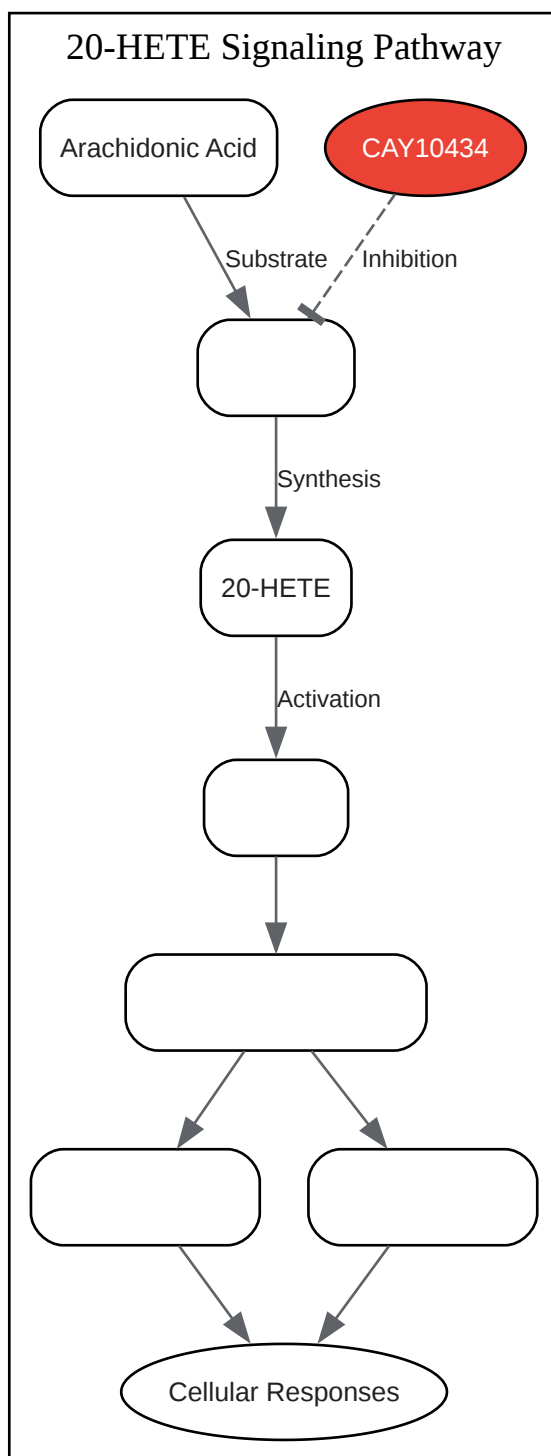 20-HETE Signaling Pathway
Arachidonic Acid
CAY10434
Substrate
Inhibition
Synthesis
20-HETE
Activation
Cellular Responses